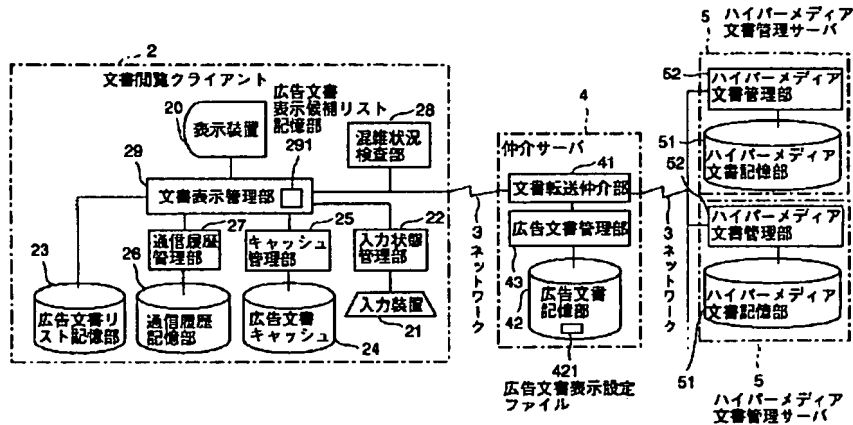 2
文書閲覧クライアント
20
表示装置
広告文書
表示候補リスト
記憶部
291
28
混雑状況
検査部
29
文書表示管理部
27
通信履歴
管理部
25
キャッシュ
管理部
22
入力状態
管理部
23
広告文書リ
スト記憶部
26
通信履歴
記憶部
広告文書
キャッシュ
24
入力装置
21
3 ネットワーク
4
仲介サーバ
41
文書転送仲介部
広告文書管理部
43
42
広告文書
記憶部
421
広告文書表示設定
ファイル
3 ネットワーク
5
ハイパーメディア
文書管理サーバ
52
ハイパーメディア
文書管理部
51
ハイパーメディア
文書記憶部
52
ハイパーメディア
文書管理部
ハイパーメディア
文書記憶部
51
5
ハイパーメディア
文書管理サーバ